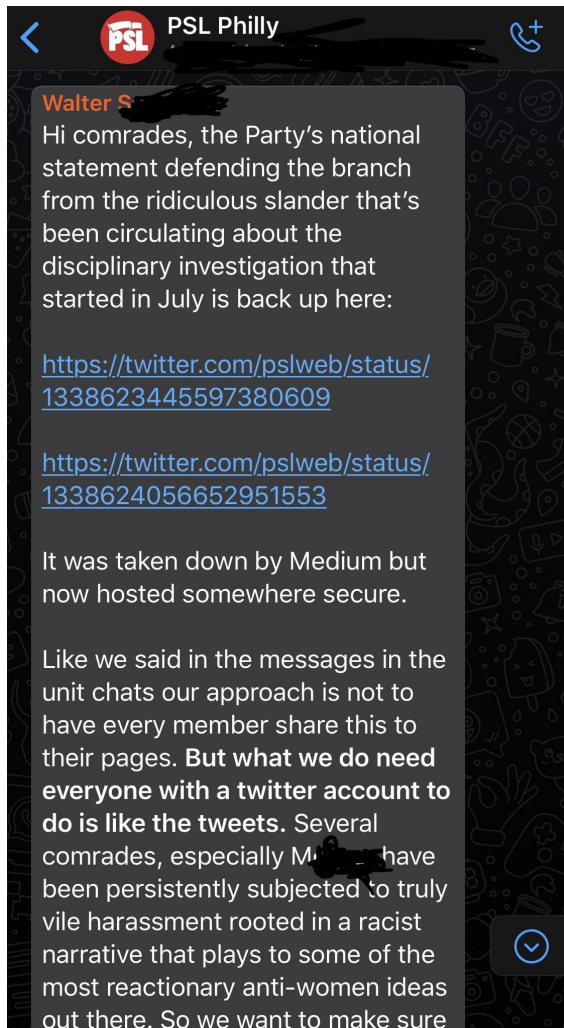 PSL
PSL Philly
Walter S
Hi comrades, the Party’s national
statement defending the branch
from the ridiculous slander that’s
been circulating about the
disciplinary investigation that
started in July is back up here:
https://twitter.com/pslweb/status/
1338623445597380609
https://twitter.com/pslweb/status/
1338624056652951553
It was taken down by Medium but
now hosted somewhere secure.
Like we said in the messages in the
unit chats our approach is not to
have every member share this to
their pages. But what we do need
everyone with a twitter account to
do is like the tweets. Several
comrades, especially M have
been persistently subjected to truly
vile harassment rooted in a racist
narrative that plays to some of the
most reactionary anti-women ideas
out there. So we want to make sure